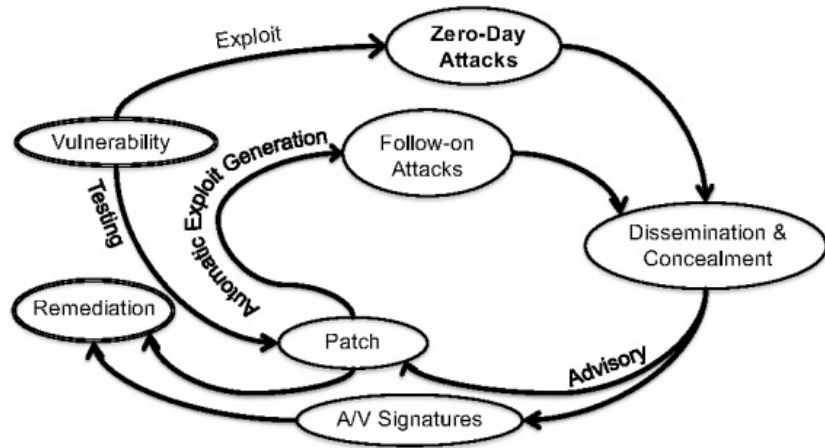 Exploit
Zero-Day
Attacks
Vulnerability
Automatic Exploit Generation
Follow-on
Attacks
Testing
Dissemination &
Concealment
Remediation
Patch
Advisory
A/V Signatures